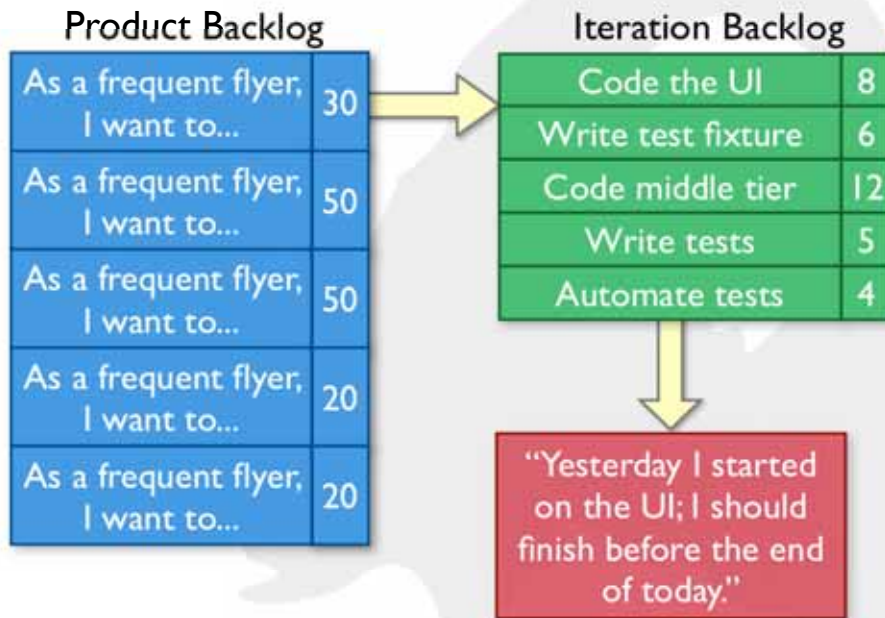 Product Backlog
As a frequent flyer,
I want to...
30
As a frequent flyer,
I want to...
50
As a frequent flyer,
I want to...
50
As a frequent flyer,
I want to...
20
As a frequent flyer,
I want to...
20
Iteration Backlog
Code the UI 8
Write test fixture 6
Code middle tier 12
Write tests 5
Automate tests 4
“Yesterday I started
on the UI; I should
finish before the end
of today.”